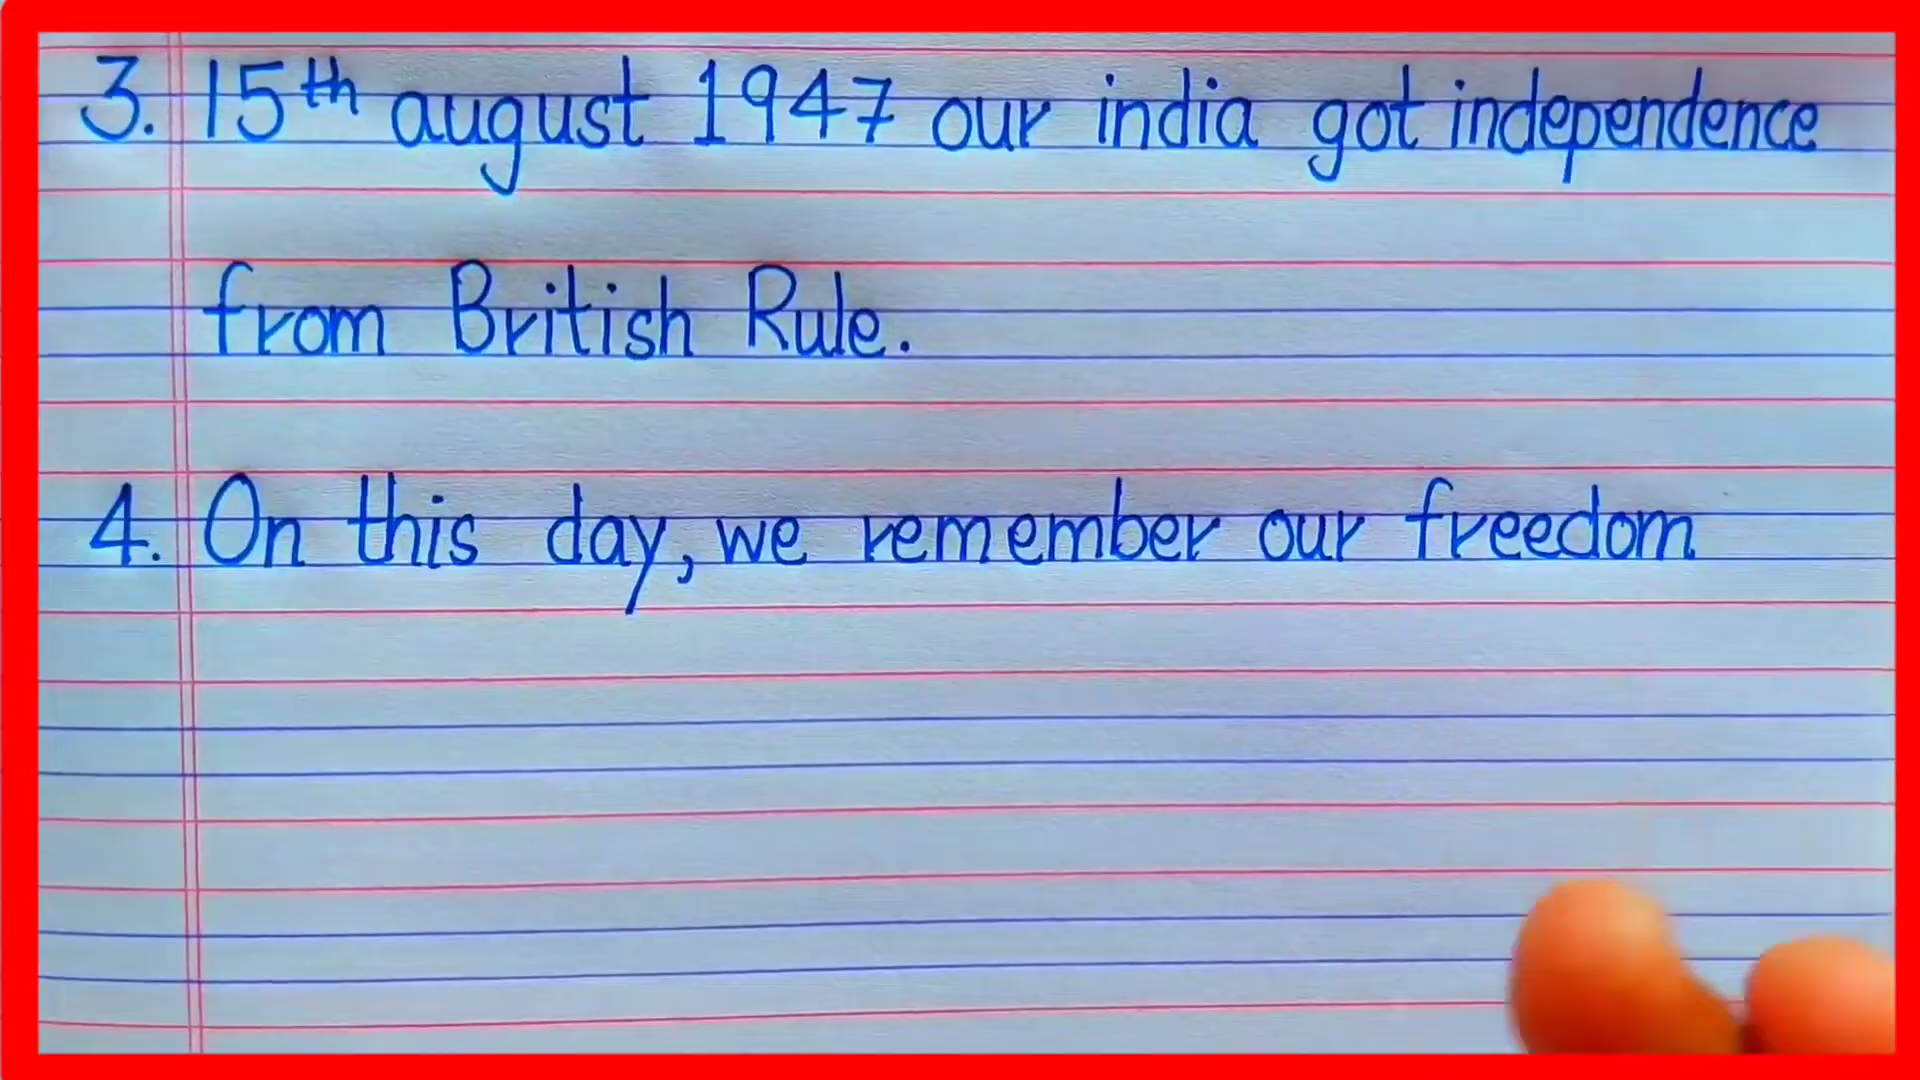 3. 15th august 1947 our india got independence
from British Rule.
4. On this day, we remember our freedom